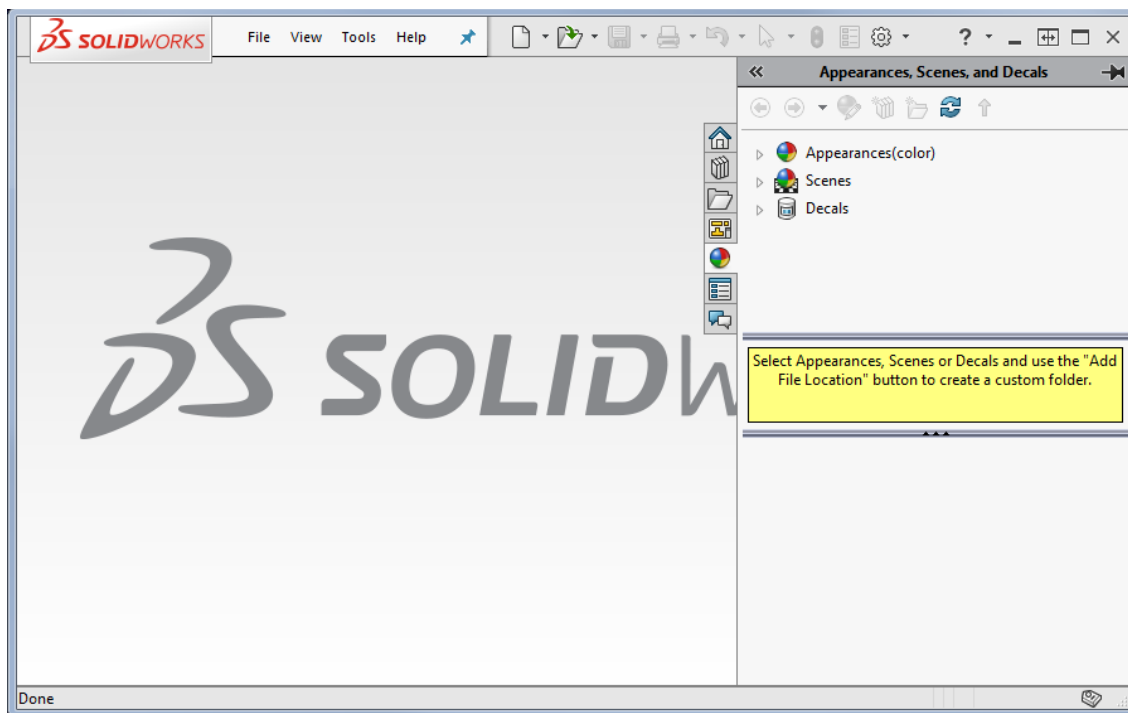 SOLIDWORKS File View Tools Help ?
Appearances, Scenes, and Decals
Appearances(color)
Scenes
Decals
SOLIDW
Select Appearances, Scenes or Decals and use the "Add
File Location" button to create a custom folder.
Done